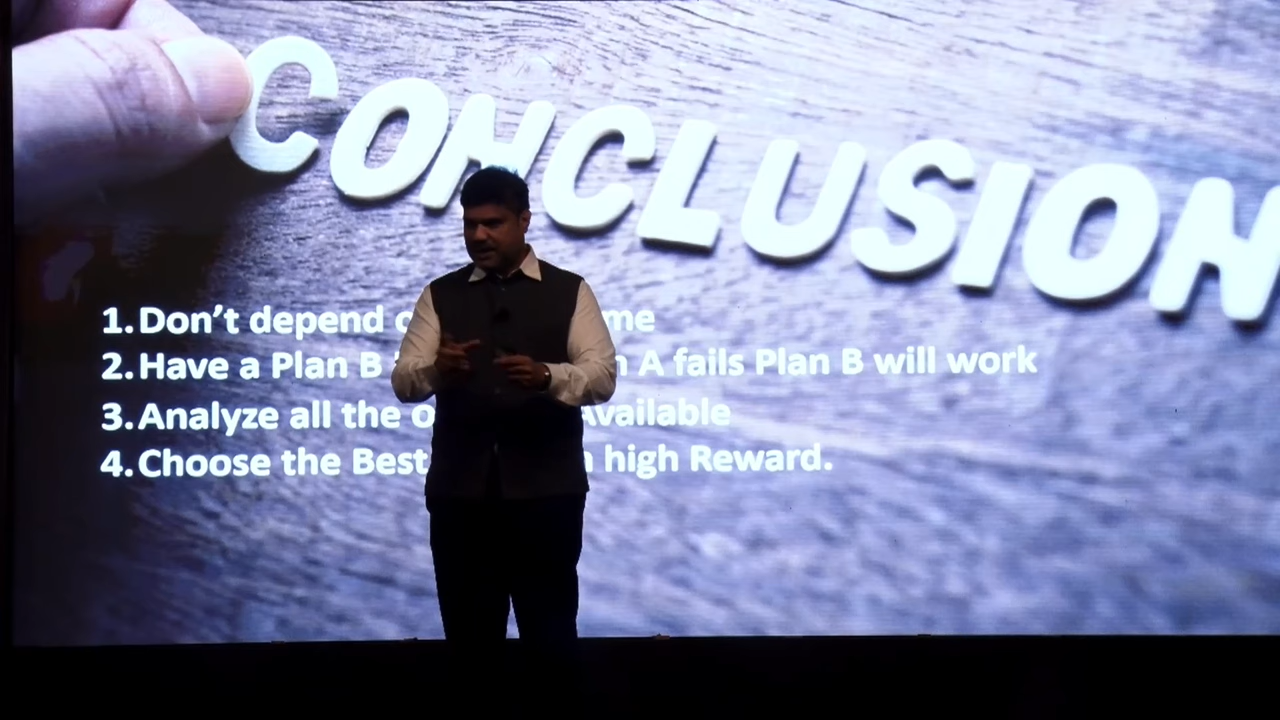 CONCLUSION
1. Don't depend
2. Have a Plan B A fails Plan B will work
3. Analyze all the Available
4. Choose the Best high Reward.